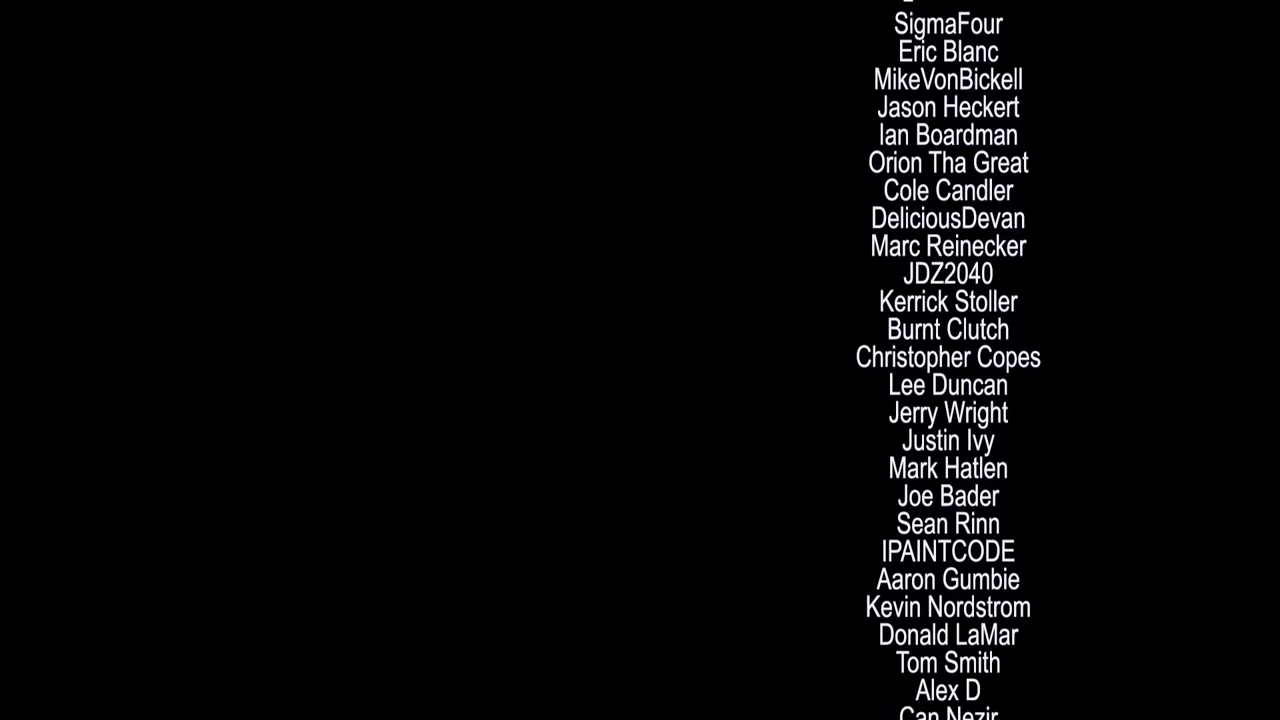 SigmaFour
Eric Blanc
MikeVonBickell
Jason Heckert
Ian Boardman
Orion Tha Great
Cole Candler
DeliciousDevan
Marc Reinecker
JDZ2040
Kerrick Stoller
Burnt Clutch
Christopher Copes
Lee Duncan
Jerry Wright
Justin Ivy
Mark Hatlen
Joe Bader
Sean Rinn
IPAINTCODE
Aaron Gumbie
Kevin Nordstrom
Donald LaMar
Tom Smith
Alex D
Can Nezir